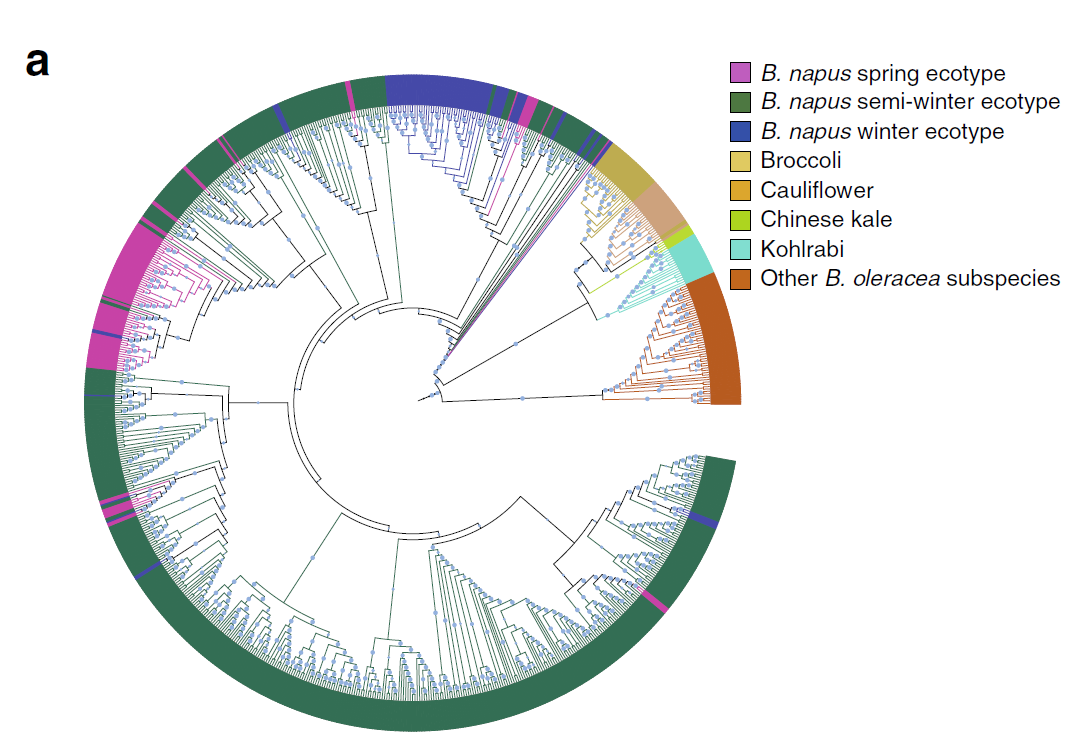 a
B. napus spring ecotype
B. napus semi-winter ecotype
B. napus winter ecotype
Broccoli
Cauliflower
Chinese kale
Kohlrabi
Other B. oleracea subspecies